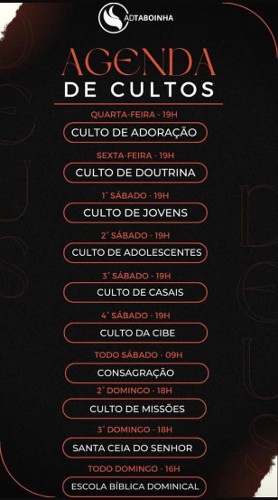 ADTABOINHA
AGENDA
DE CULTOS
QUARTA-FEIRA - 19H
CULTO DE ADORAÇÃO
SEXTA-FEIRA - 19H
CULTO DE DOUTRINA
1° SÁBADO - 19H
CULTO DE JOVENS
2° SÁBADO - 19H
CULTO DE ADOLESCENTES
3° SÁBADO - 19H
CULTO DE CASAIS
4° SÁBADO - 19H
CULTO DA CIBE
TODO SÁBADO - 09H
CONSAGRAÇÃO
2° DOMINGO - 18H
CULTO DE MISSÕES
3° DOMINGO - 18H
SANTA CEIA DO SENHOR
TODO DOMINGO - 16H
ESCOLA BÍBLICA DOMINICAL